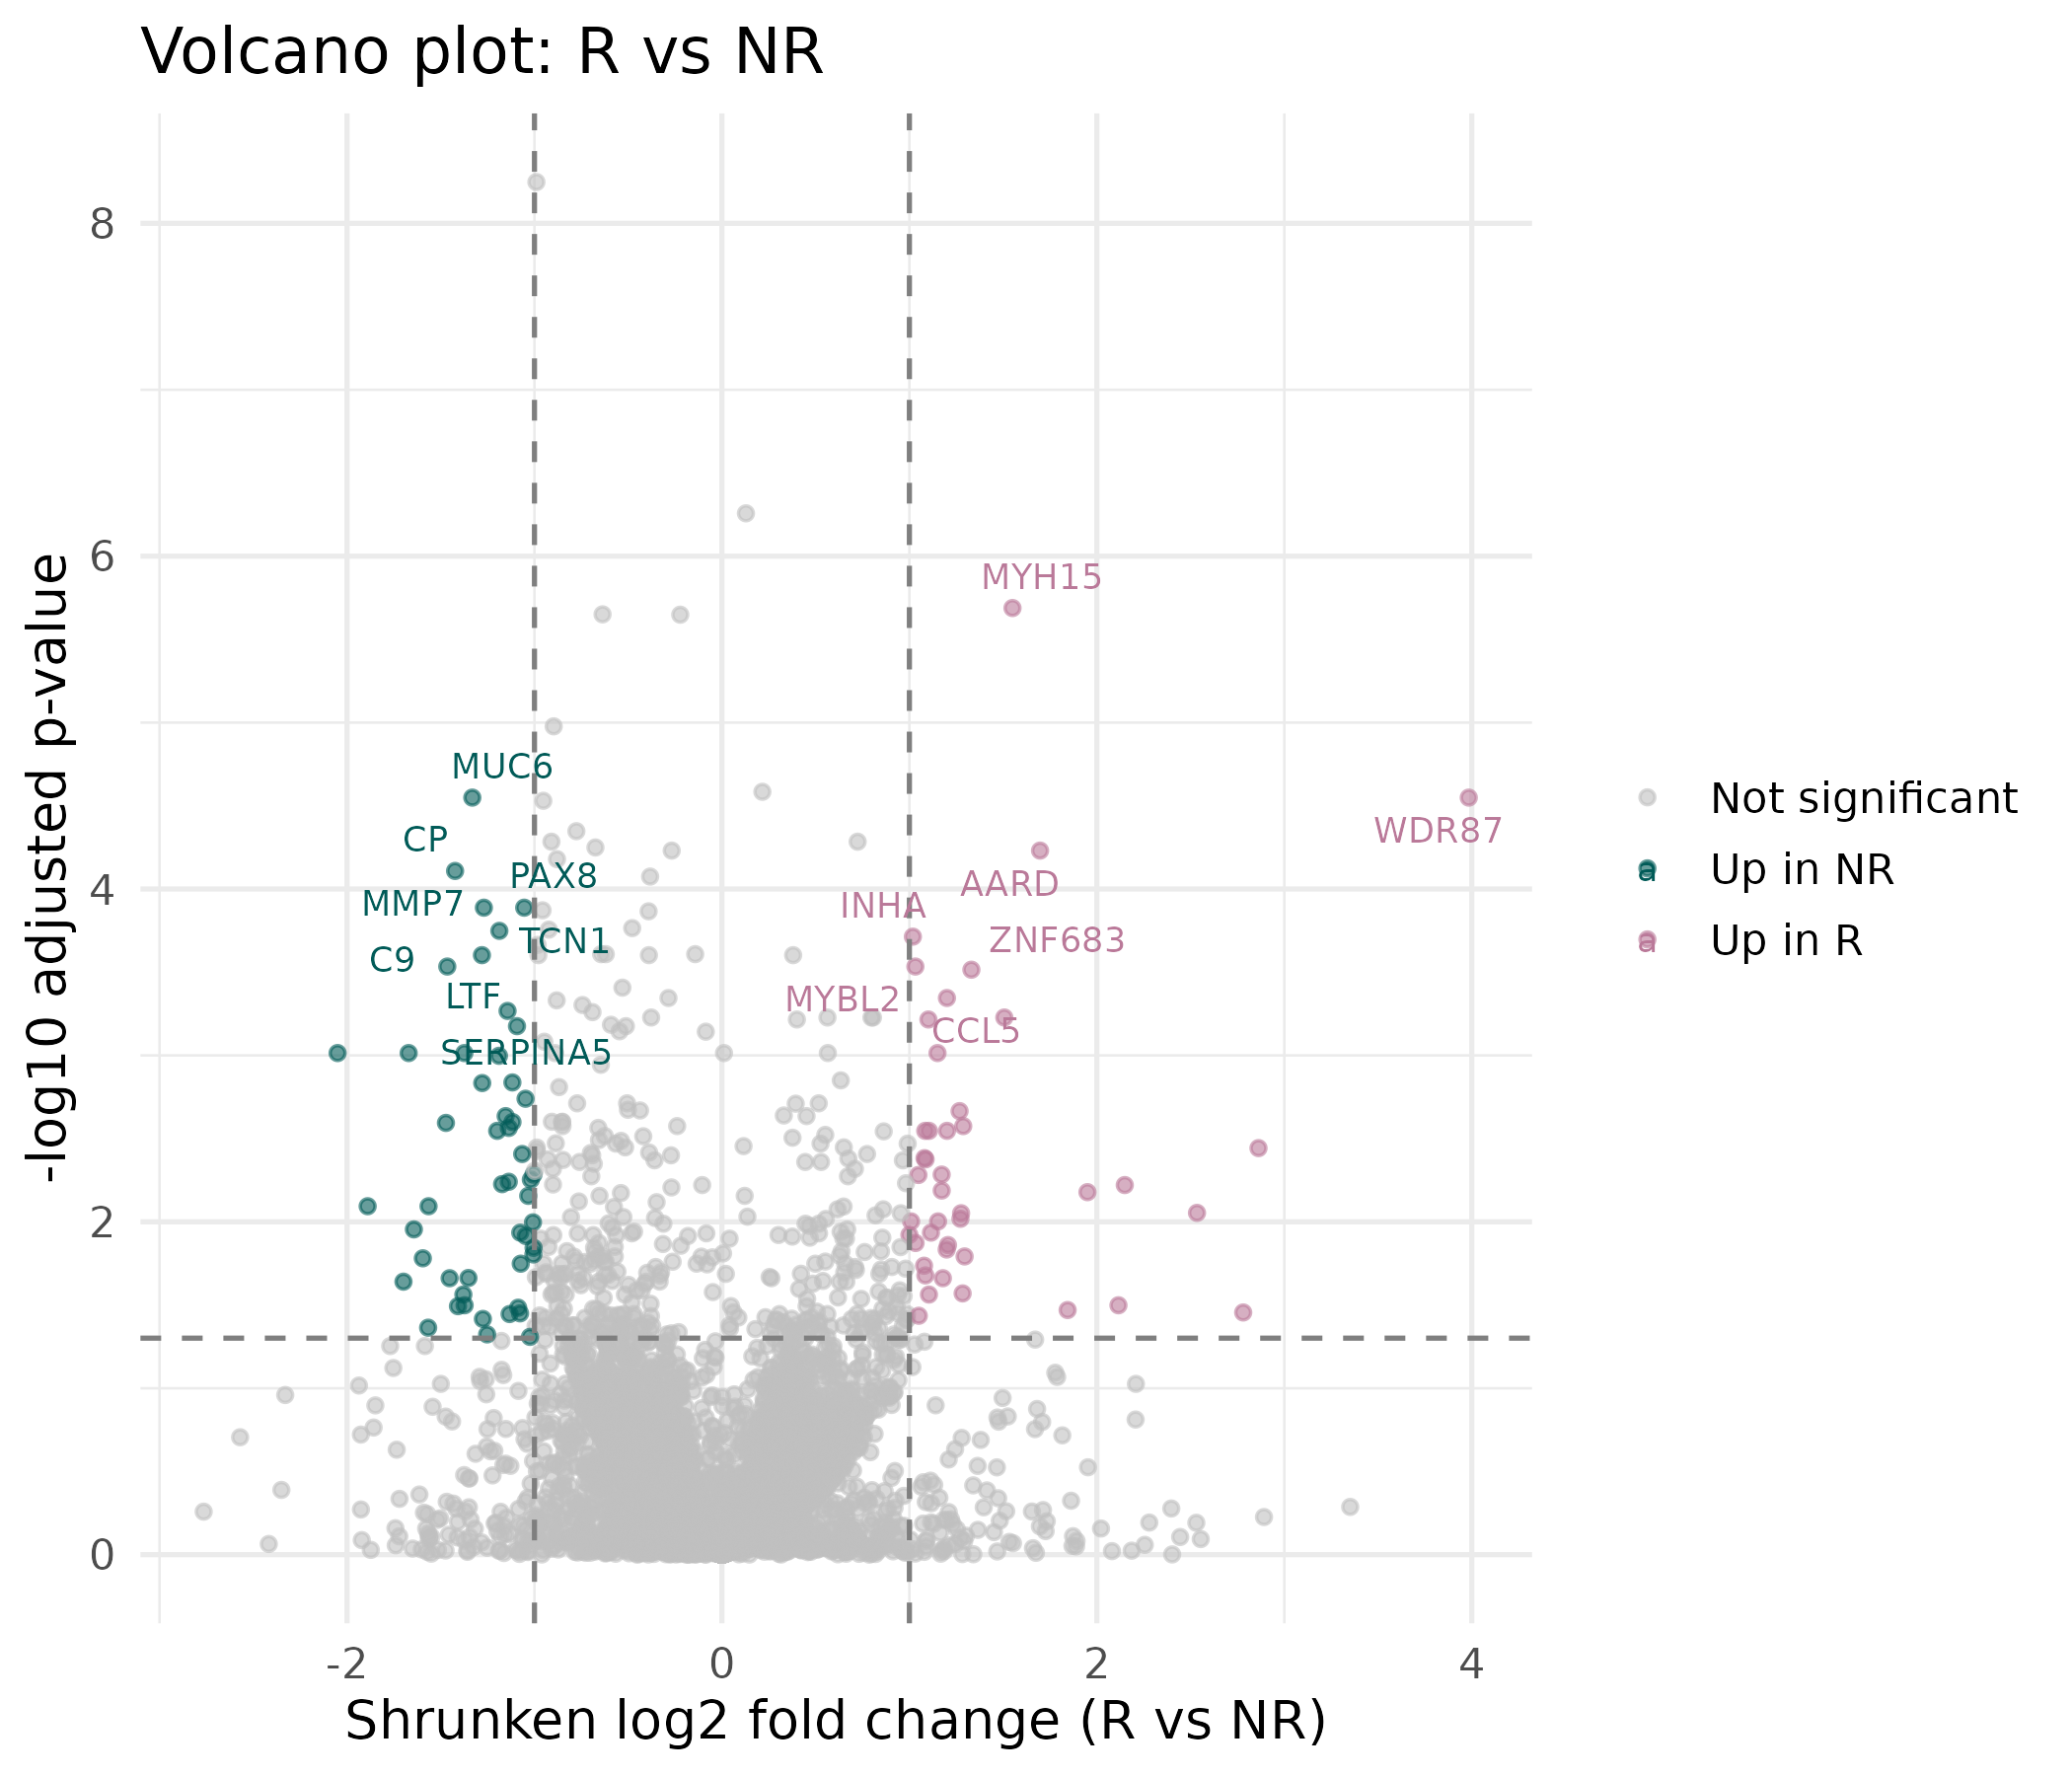 Volcano plot: R vs NR
8
6
4
2
0
-log10 adjusted p-value
MYH15
MUC6
WDR87
CP
PAX8
AARD
MMP7
INHA
TCN1
ZNF683
C9
LTF
MYBL2
CCL5
SERPINA5
Not significant
a Up in NR
a Up in R
-2 0 2 4
Shrunken log2 fold change (R vs NR)